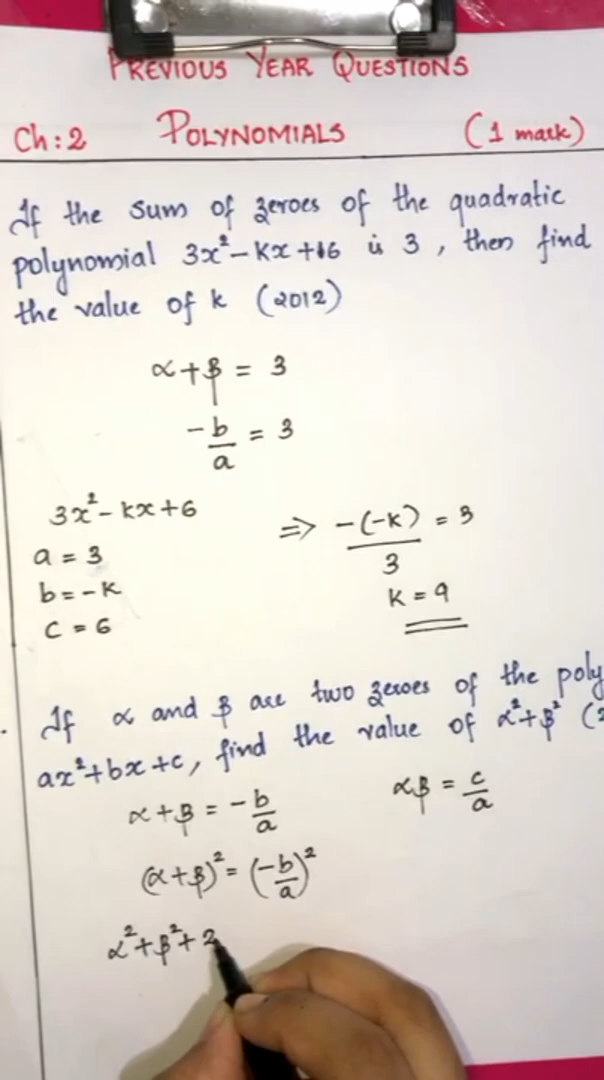 PREVIOUS YEAR QUESTIONS
Ch: 2 POLYNOMIALS (1 mark)
If the sum of zeroes of the quadratic
polynomial 3x² - kx + 16 is 3, then find
the value of k (2012)
α + β = 3
-b/a = 3
3x² - kx + 6
a = 3
b = -k
c = 6
=> -(-k)/3 = 3
k = 9
If α and β are two zeroes of the poly
ax² + bx + c, find the value of α² + β² (2
α + β = -b/a
αβ = c/a
(α + β)² = (-b/a)²
α² + β² + 2